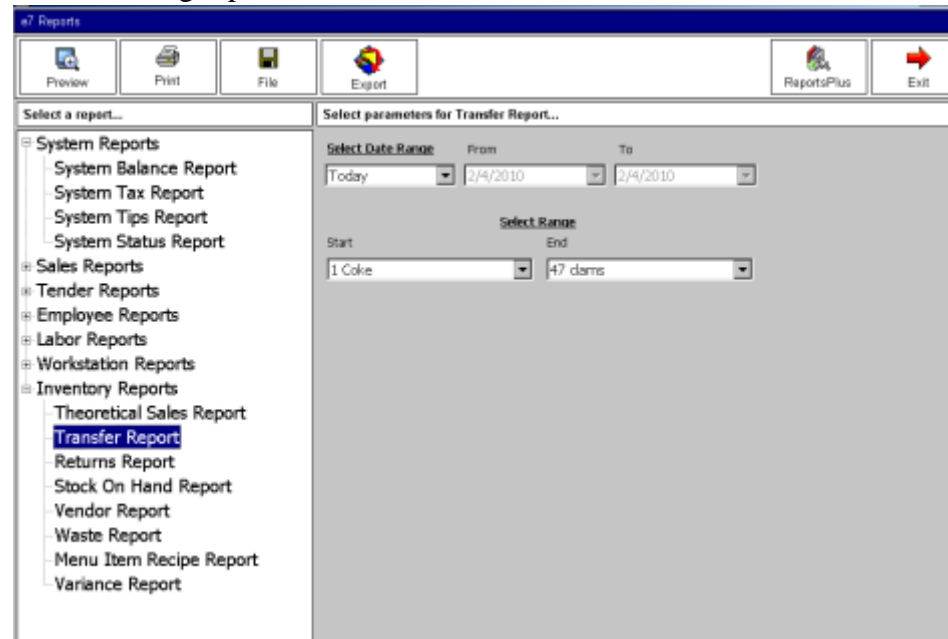 e7 Reports
Preview Print File Export ReportsPlus Exit
Select a report...
Select parameters for Transfer Report...
System Reports
System Balance Report
System Tax Report
System Tips Report
System Status Report
Sales Reports
Tender Reports
Employee Reports
Labor Reports
Workstation Reports
Inventory Reports
Theoretical Sales Report
Transfer Report
Returns Report
Stock On Hand Report
Vendor Report
Waste Report
Menu Item Recipe Report
Variance Report
Select Date Range From To
Today 2/4/2010 2/4/2010
Select Range
Start End
1 Coke 47 clams